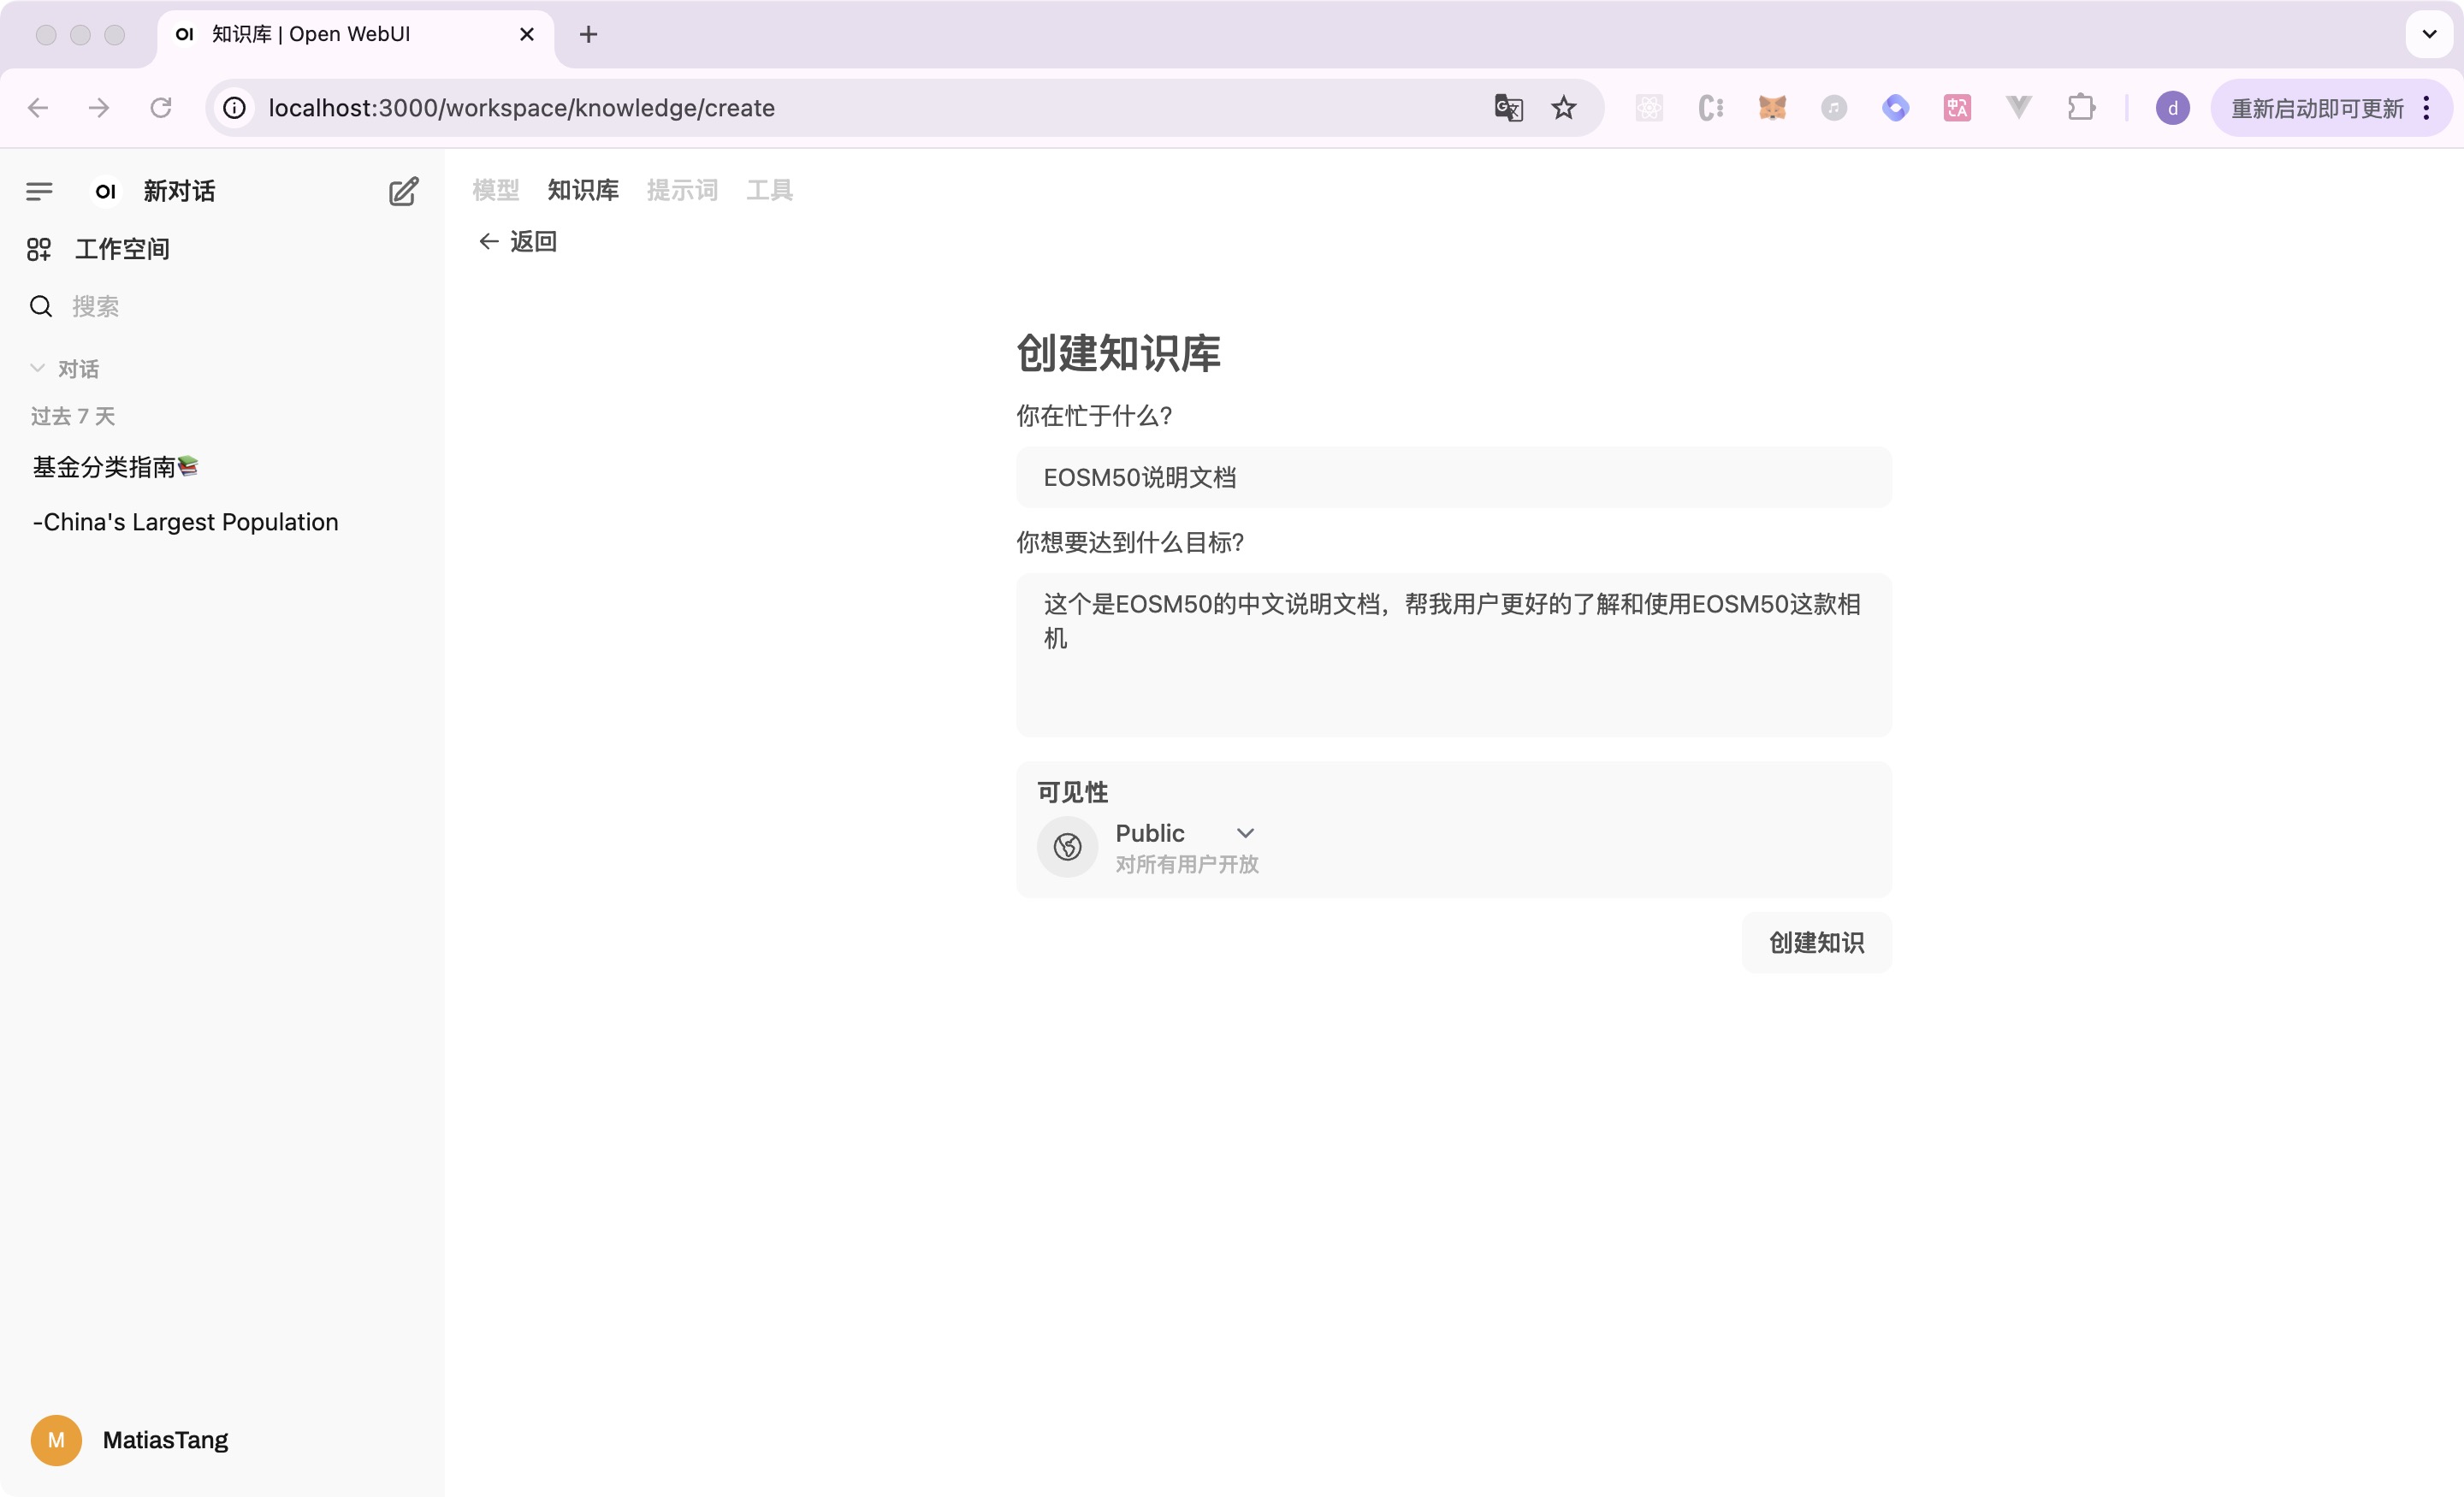 OI 知识库 | Open WebUI
localhost:3000/workspace/knowledge/create
d
重新启动即可更新
OI 新对话
工作空间
搜索
对话
过去 7 天
基金分类指南
-China's Largest Population
MatiasTang
M
模型 知识库 提示词 工具
返回
创建知识库
你在忙于什么?
EOSM50说明文档
你想要达到什么目标?
这个是EOSM50的中文说明文档，帮我用户更好的了解和使用EOSM50这款相
机
可见性
Public
对所有用户开放
创建知识